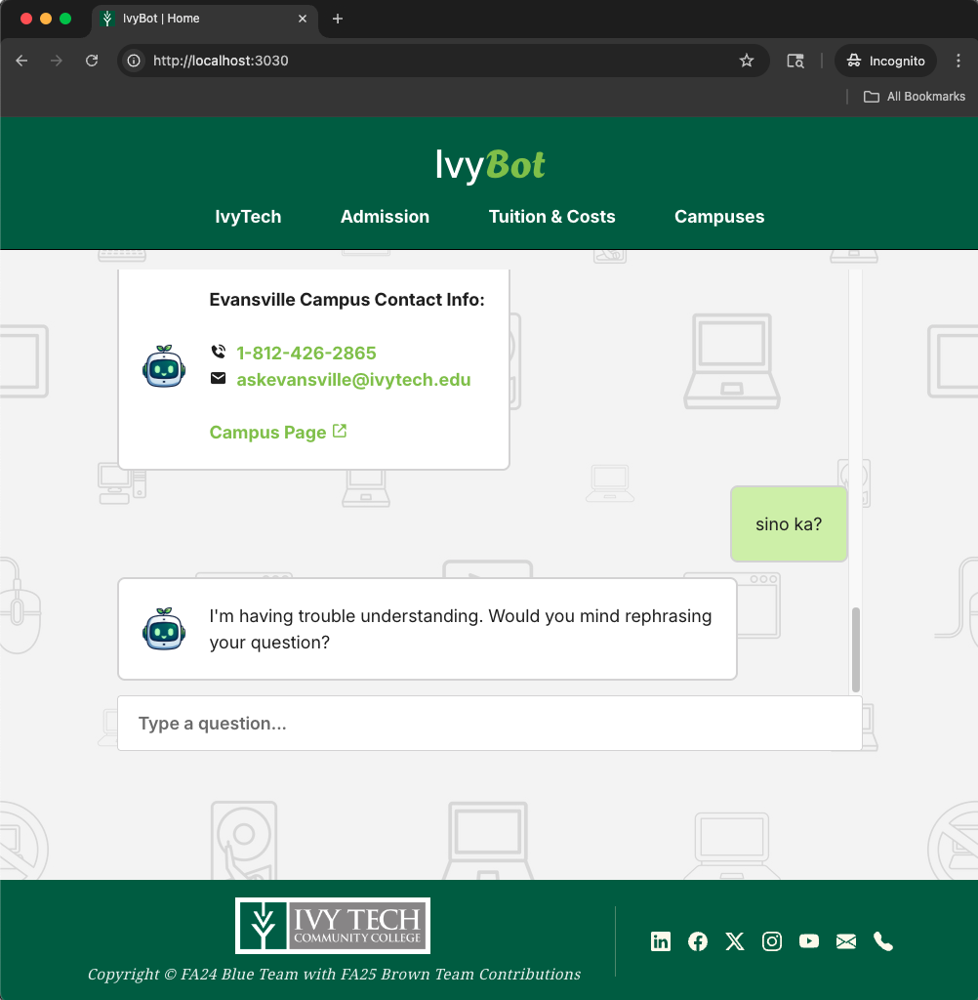 IvyBot | Home
http://localhost:3030
Incognito
All Bookmarks
IvyBot
IvyTech Admission Tuition & Costs Campuses
Evansville Campus Contact Info:
1-812-426-2865
askevansville@ivytech.edu
Campus Page
sino ka?
I'm having trouble understanding. Would you mind rephrasing
your question?
Type a question...
IVY TECH
COMMUNITY COLLEGE
Copyright © FA24 Blue Team with FA25 Brown Team Contributions